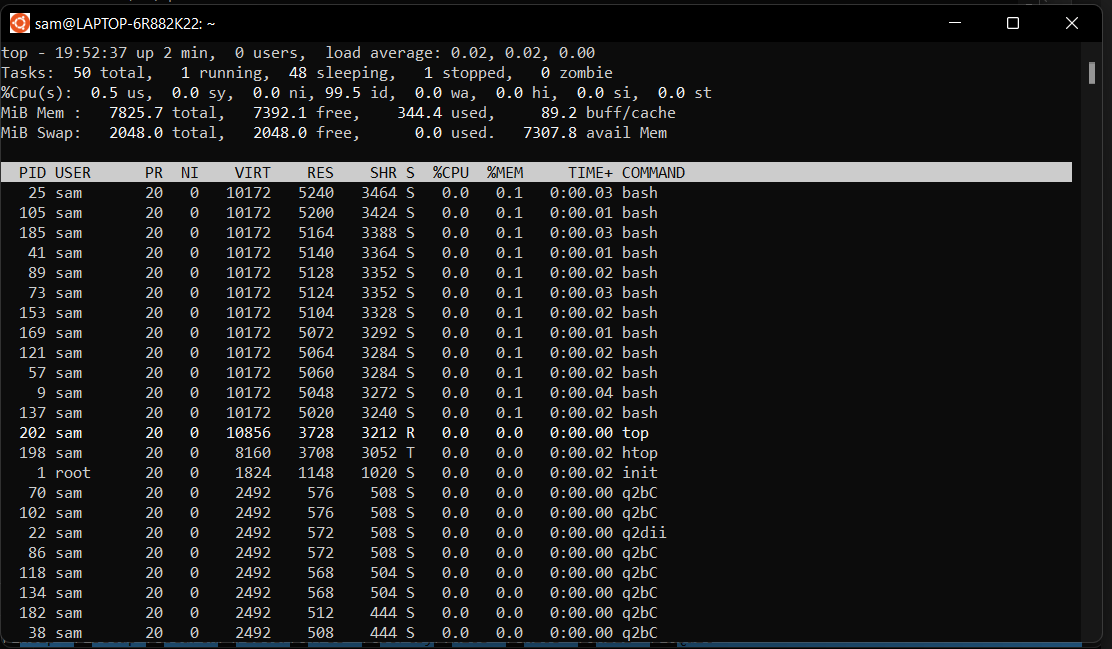 sam@LAPTOP-6R882K22: ~
top - 19:52:37 up 2 min,  0 users,  load average: 0.02, 0.02, 0.00
Tasks:  50 total,   1 running,  48 sleeping,   1 stopped,   0 zombie
%Cpu(s):  0.5 us,  0.0 sy,  0.0 ni, 99.5 id,  0.0 wa,  0.0 hi,  0.0 si,  0.0 st
MiB Mem :   7825.7 total,   7392.1 free,    344.4 used,     89.2 buff/cache
MiB Swap:   2048.0 total,   2048.0 free,      0.0 used.   7307.8 avail Mem
PID USER      PR  NI    VIRT    RES    SHR S  %CPU  %MEM     TIME+ COMMAND
25 sam       20   0   10172   5240   3464 S   0.0   0.1   0:00.03 bash
105 sam       20   0   10172   5200   3424 S   0.0   0.1   0:00.01 bash
185 sam       20   0   10172   5164   3388 S   0.0   0.1   0:00.03 bash
41 sam       20   0   10172   5140   3364 S   0.0   0.1   0:00.01 bash
89 sam       20   0   10172   5128   3352 S   0.0   0.1   0:00.02 bash
73 sam       20   0   10172   5124   3352 S   0.0   0.1   0:00.03 bash
153 sam       20   0   10172   5104   3328 S   0.0   0.1   0:00.02 bash
169 sam       20   0   10172   5072   3292 S   0.0   0.1   0:00.01 bash
121 sam       20   0   10172   5064   3284 S   0.0   0.1   0:00.02 bash
57 sam       20   0   10172   5060   3284 S   0.0   0.1   0:00.02 bash
9 sam       20   0   10172   5048   3272 S   0.0   0.1   0:00.04 bash
137 sam       20   0   10172   5020   3240 S   0.0   0.1   0:00.02 bash
202 sam       20   0   10856   3728   3212 R   0.0   0.0   0:00.00 top
198 sam       20   0    8160   3708   3052 T   0.0   0.0   0:00.02 htop
1 root      20   0    1824   1148   1020 S   0.0   0.0   0:00.02 init
70 sam       20   0    2492    576    508 S   0.0   0.0   0:00.00 q2bC
102 sam       20   0    2492    576    508 S   0.0   0.0   0:00.00 q2bC
22 sam       20   0    2492    572    508 S   0.0   0.0   0:00.00 q2dii
86 sam       20   0    2492    572    508 S   0.0   0.0   0:00.00 q2bC
118 sam       20   0    2492    568    504 S   0.0   0.0   0:00.00 q2bC
134 sam       20   0    2492    568    504 S   0.0   0.0   0:00.00 q2bC
182 sam       20   0    2492    512    444 S   0.0   0.0   0:00.00 q2bC
38 sam       20   0    2492    508    444 S   0.0   0.0   0:00.00 q2bC